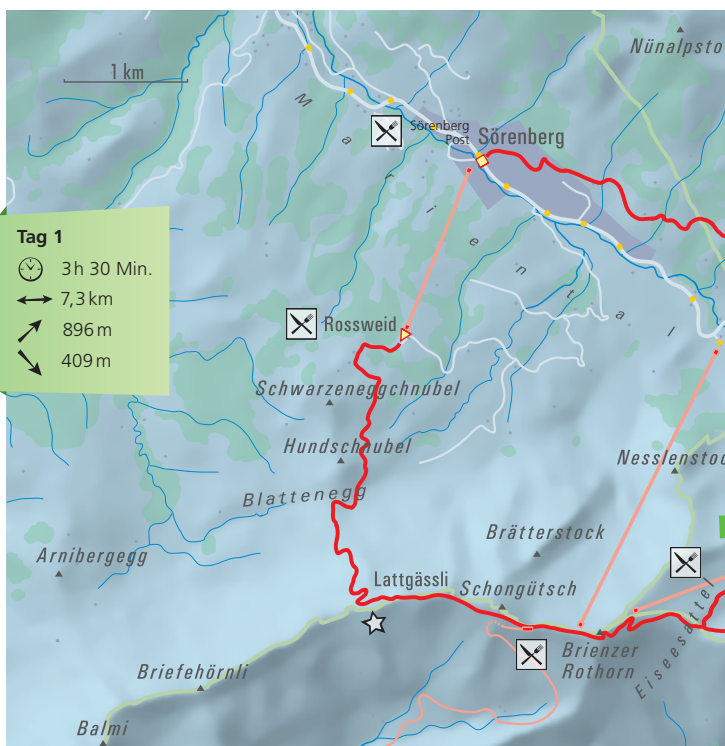 Nünalpsto
1 km
Mariental
Sörenberg
Post
Sörenberg
Tag 1
3 h 30 Min.
7,3 km
896 m
409 m
Rossweid
Schwarzeneggchnubel
Hundschnubel
Nesslenstoc
Blattenegg
Brätterstock
Arnibergegg
Lattgässli
Schongütsch
Eiseesattel
Brienzer
Rothorn
Briefehörnli
Balmi